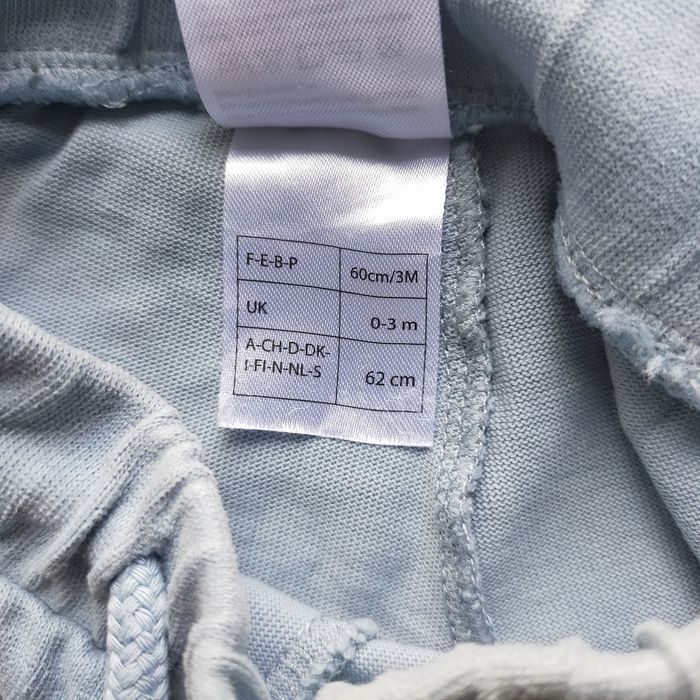 F-E-B-P 60cm/3M
UK 0-3 m
A-CH-D-DK-
I-FI-N-NL-S 62 cm